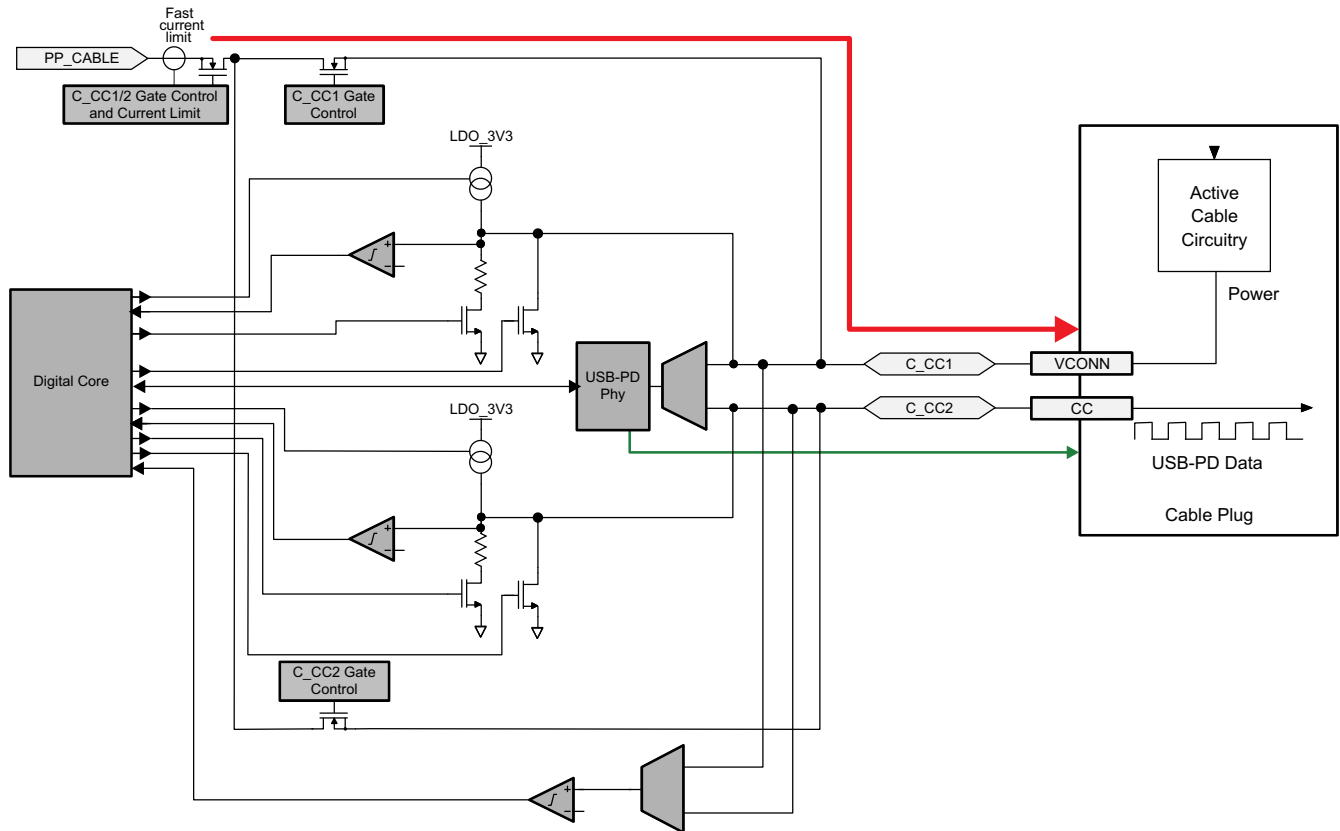 Fast
current
limit
PP_CABLE
C_CC1/2 Gate Control
and Current Limit
C_CC1 Gate
Control
LDO_3V3
+
−
Active
Cable
Circuitry
Power
Digital Core
USB-PD
Phy
C_CC1
VCONN
C_CC2
CC
LDO_3V3
USB-PD Data
Cable Plug
+
−
C_CC2 Gate
Control
+
−